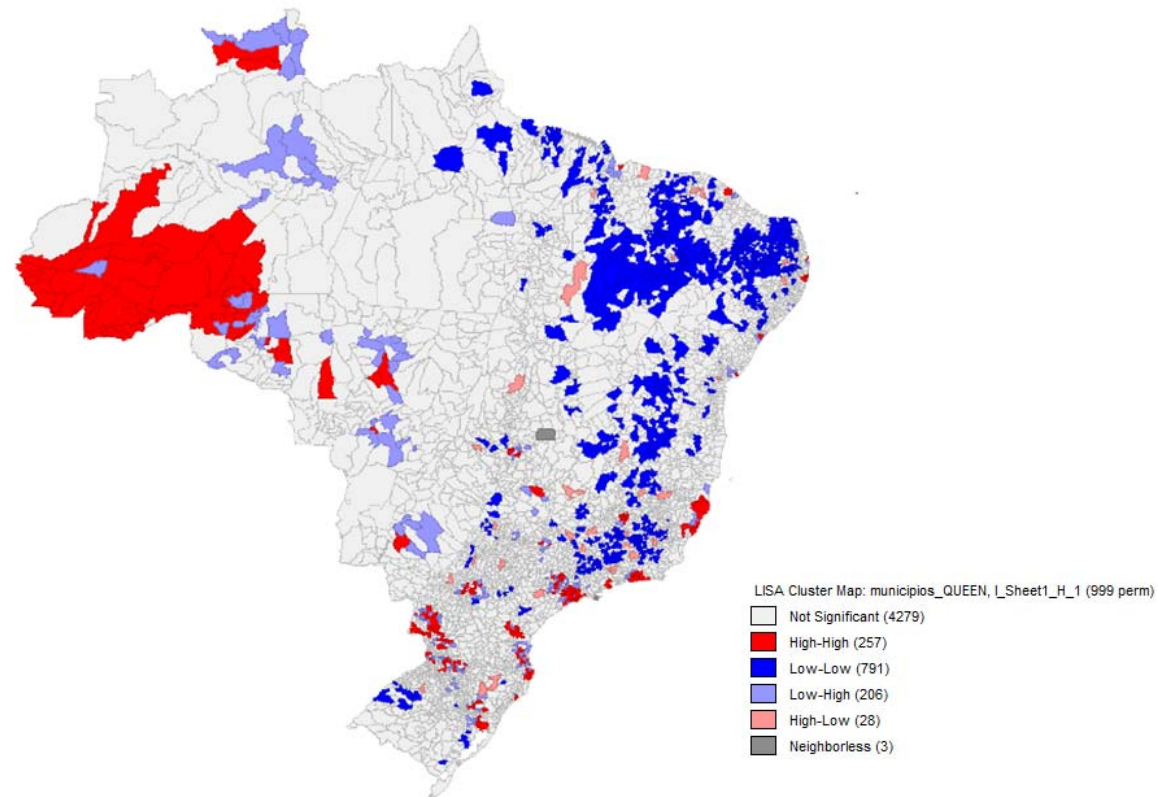 LISA Cluster Map: municipios_QUEEN, I_Sheet1_H_1 (999 perm)
Not Significant (4279)
High-High (257)
Low-Low (791)
Low-High (206)
High-Low (28)
Neighborless (3)